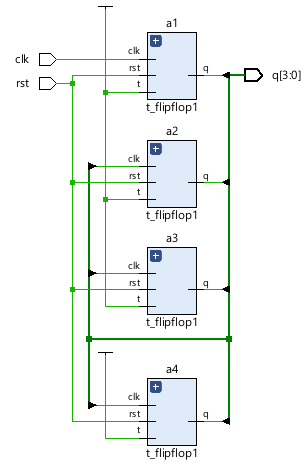 a1
clk
clk
rst
q
q[3:0]
rst
t
t_flipflop1
a2
clk
rst
q
t
t_flipflop1
a3
clk
rst
q
t
t_flipflop1
a4
clk
rst
q
t
t_flipflop1